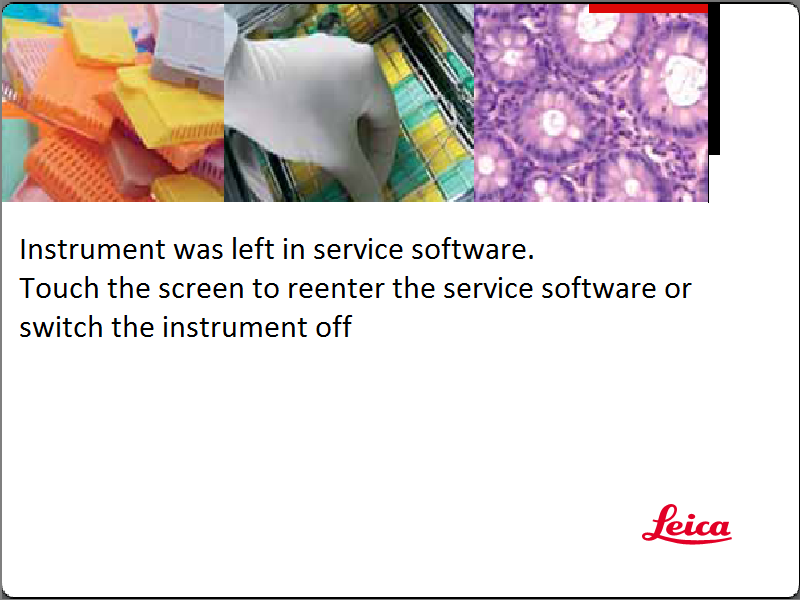 Instrument was left in service software.
Touch the screen to reenter the service software or
switch the instrument off
Leica